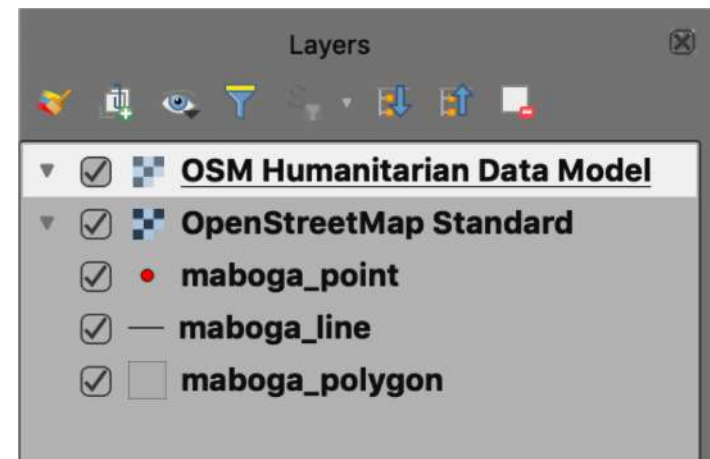 Layers
OSM Humanitarian Data Model
OpenStreetMap Standard
maboga_point
maboga_line
maboga_polygon